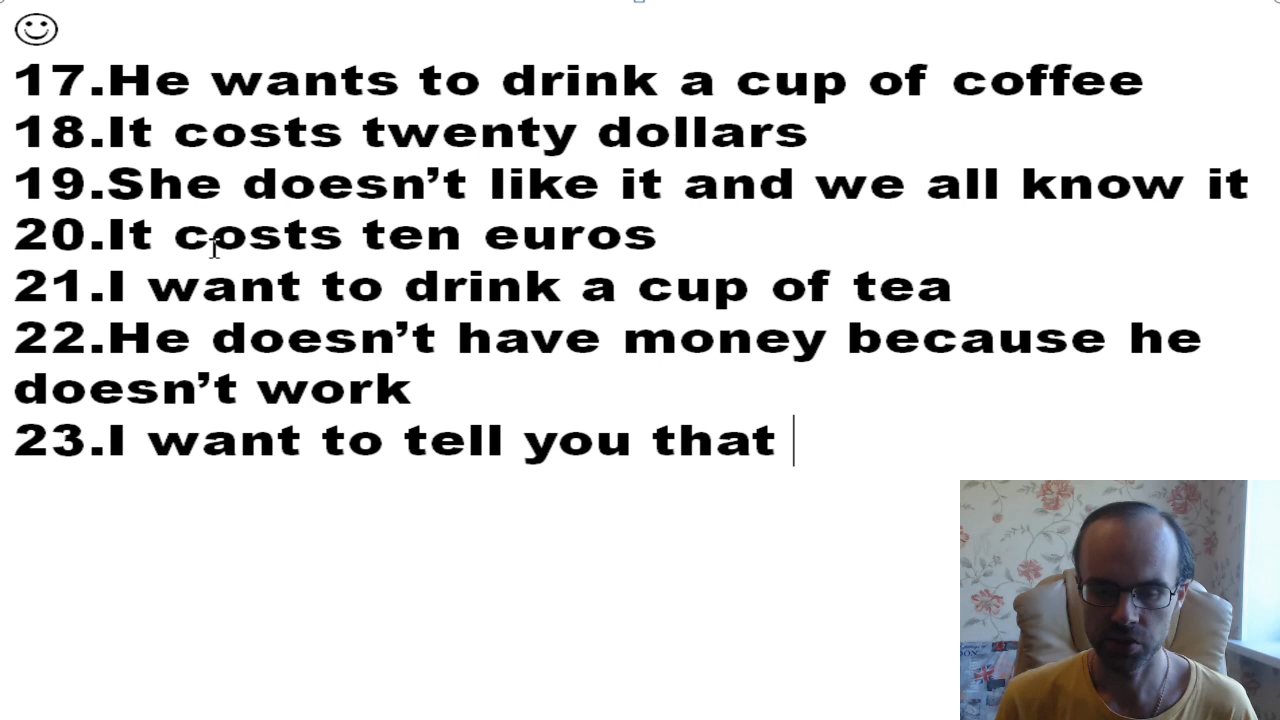 17.He wants to drink a cup of coffee
18.It costs twenty dollars
19.She doesn’t like it and we all know it
20.It costs ten euros
21.I want to drink a cup of tea
22.He doesn’t have money because he
doesn’t work
23.I want to tell you that